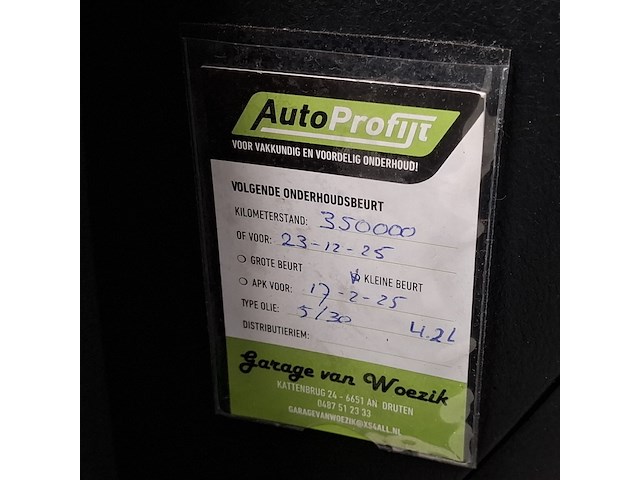 AutoProfijt
VOOR VAKKUNDIG EN VOORDELIG ONDERHOUD!
VOLGENDE ONDERHOUDSBEURT
KILOMETERSTAND: 350000
OF VOOR: 23-12-25
GROTE BEURT KLEINE BEURT
APK VOOR: 17-2-25
TYPE OLIE: 5/30 4.2L
DISTRIBUTIERIEM:
Garage van Woezik
KATTENBRUG 24 - 6651 AN DRUTEN
0487 51 23 33
GARAGEVANWOEZIK@XS4ALL.NL